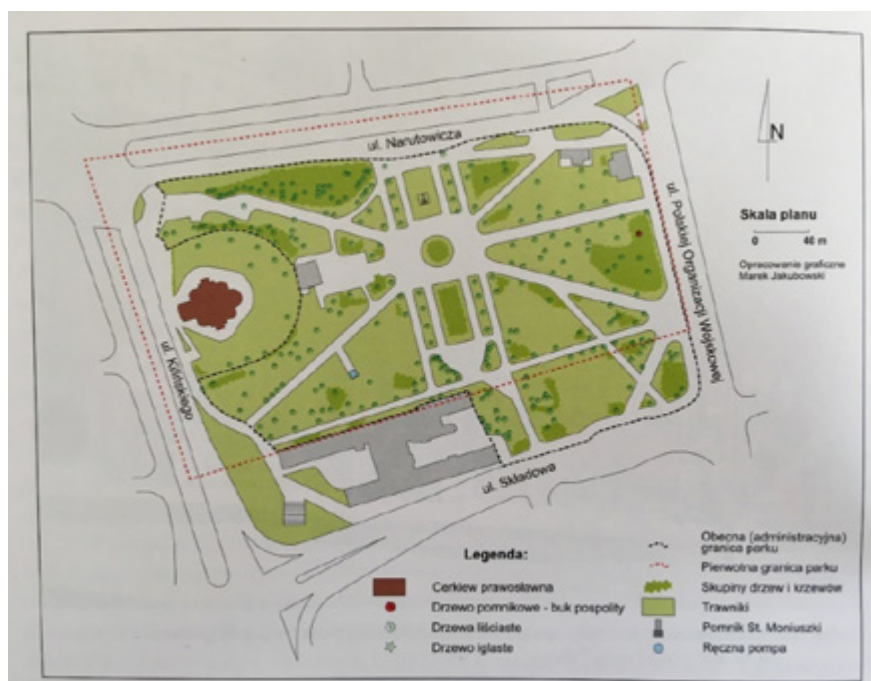 ul. Narutowicza
N
ul. Polskiej Organizacji Wojskowej
Skala planu
0 40 m
Opracowanie graficzne
Marek Jakubowski
ul. Kilińskiego
ul. Składowa
Legenda:
Cerkiew prawosławna
Drzewo pomnikowe - buk pospolity
Drzewa liściaste
Drzewo iglaste
Obecna (administracyjna)
granica parku
Pierwotna granica parku
Skupiny drzew i krzewów
Trawniki
Pomnik St. Moniuszki
Ręczna pompa